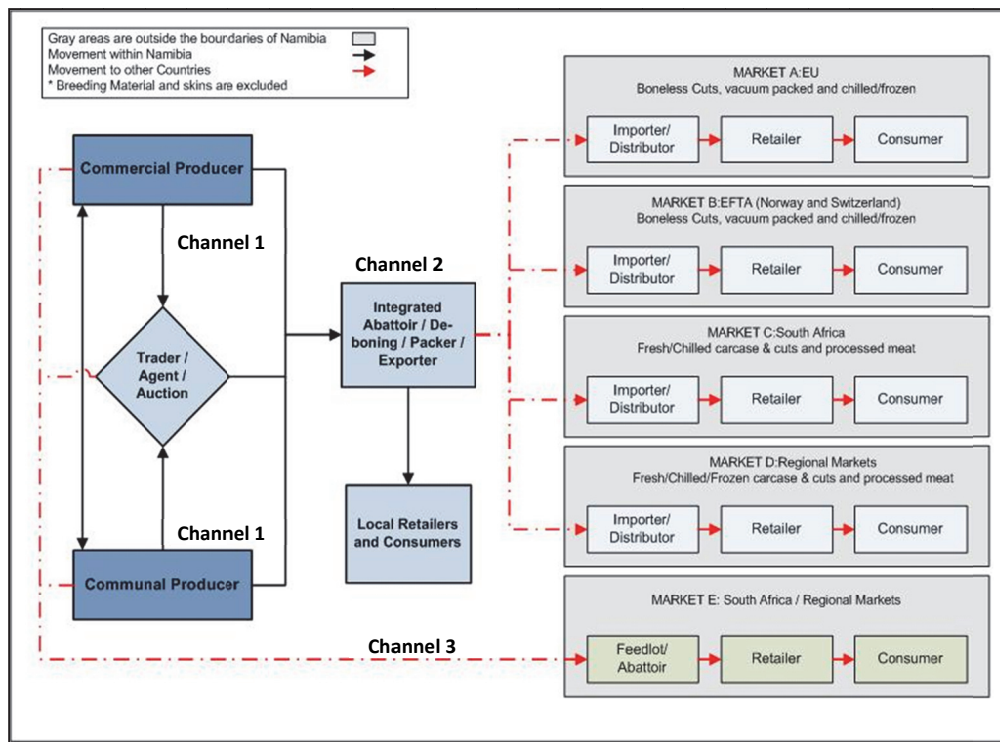 Gray areas are outside the boundaries of Namibia
Movement within Namibia
Movement to other Countries
* Breeding Material and skins are excluded
Commercial Producer
Channel 1
Trader /
Agent /
Auction
Channel 1
Communal Producer
Channel 2
Integrated
Abattoir / De-
boning / Packer /
Exporter
Local Retailers
and Consumers
Channel 3
MARKET A:EU
Boneless Cuts, vacuum packed and chilled/frozen
Importer/
Distributor
Retailer
Consumer
MARKET B:EFTA (Norway and Switzerland)
Boneless Cuts, vacuum packed and chilled/frozen
Importer/
Distributor
Retailer
Consumer
MARKET C:South Africa
Fresh/Chilled carcase & cuts and processed meat
Importer/
Distributor
Retailer
Consumer
MARKET D:Regional Markets
Fresh/Chilled/Frozen carcase & cuts and processed meat
Importer/
Distributor
Retailer
Consumer
MARKET E: South Africa / Regional Markets
Feedlot/
Abattoir
Retailer
Consumer